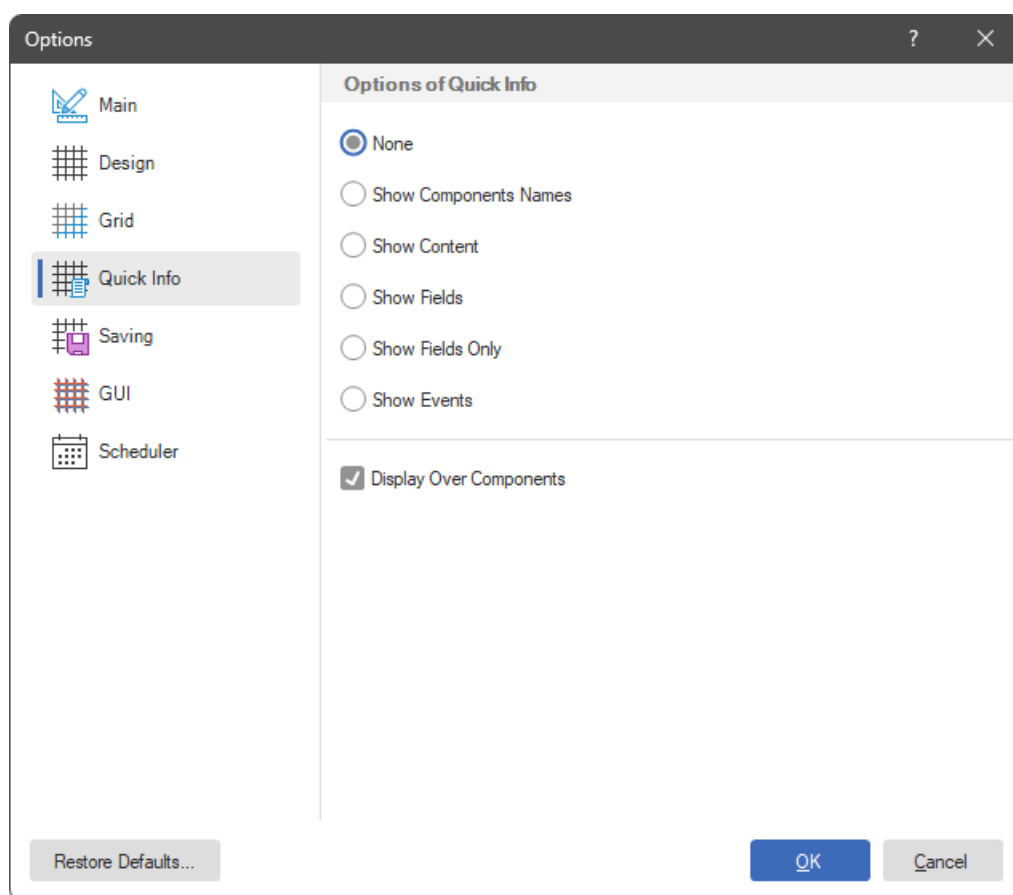 Options
?
Main
Design
Grid
Quick Info
Saving
GUI
Scheduler
Options of Quick Info
None
Show Components Names
Show Content
Show Fields
Show Fields Only
Show Events
Display Over Components
Restore Defaults...
OK
Cancel